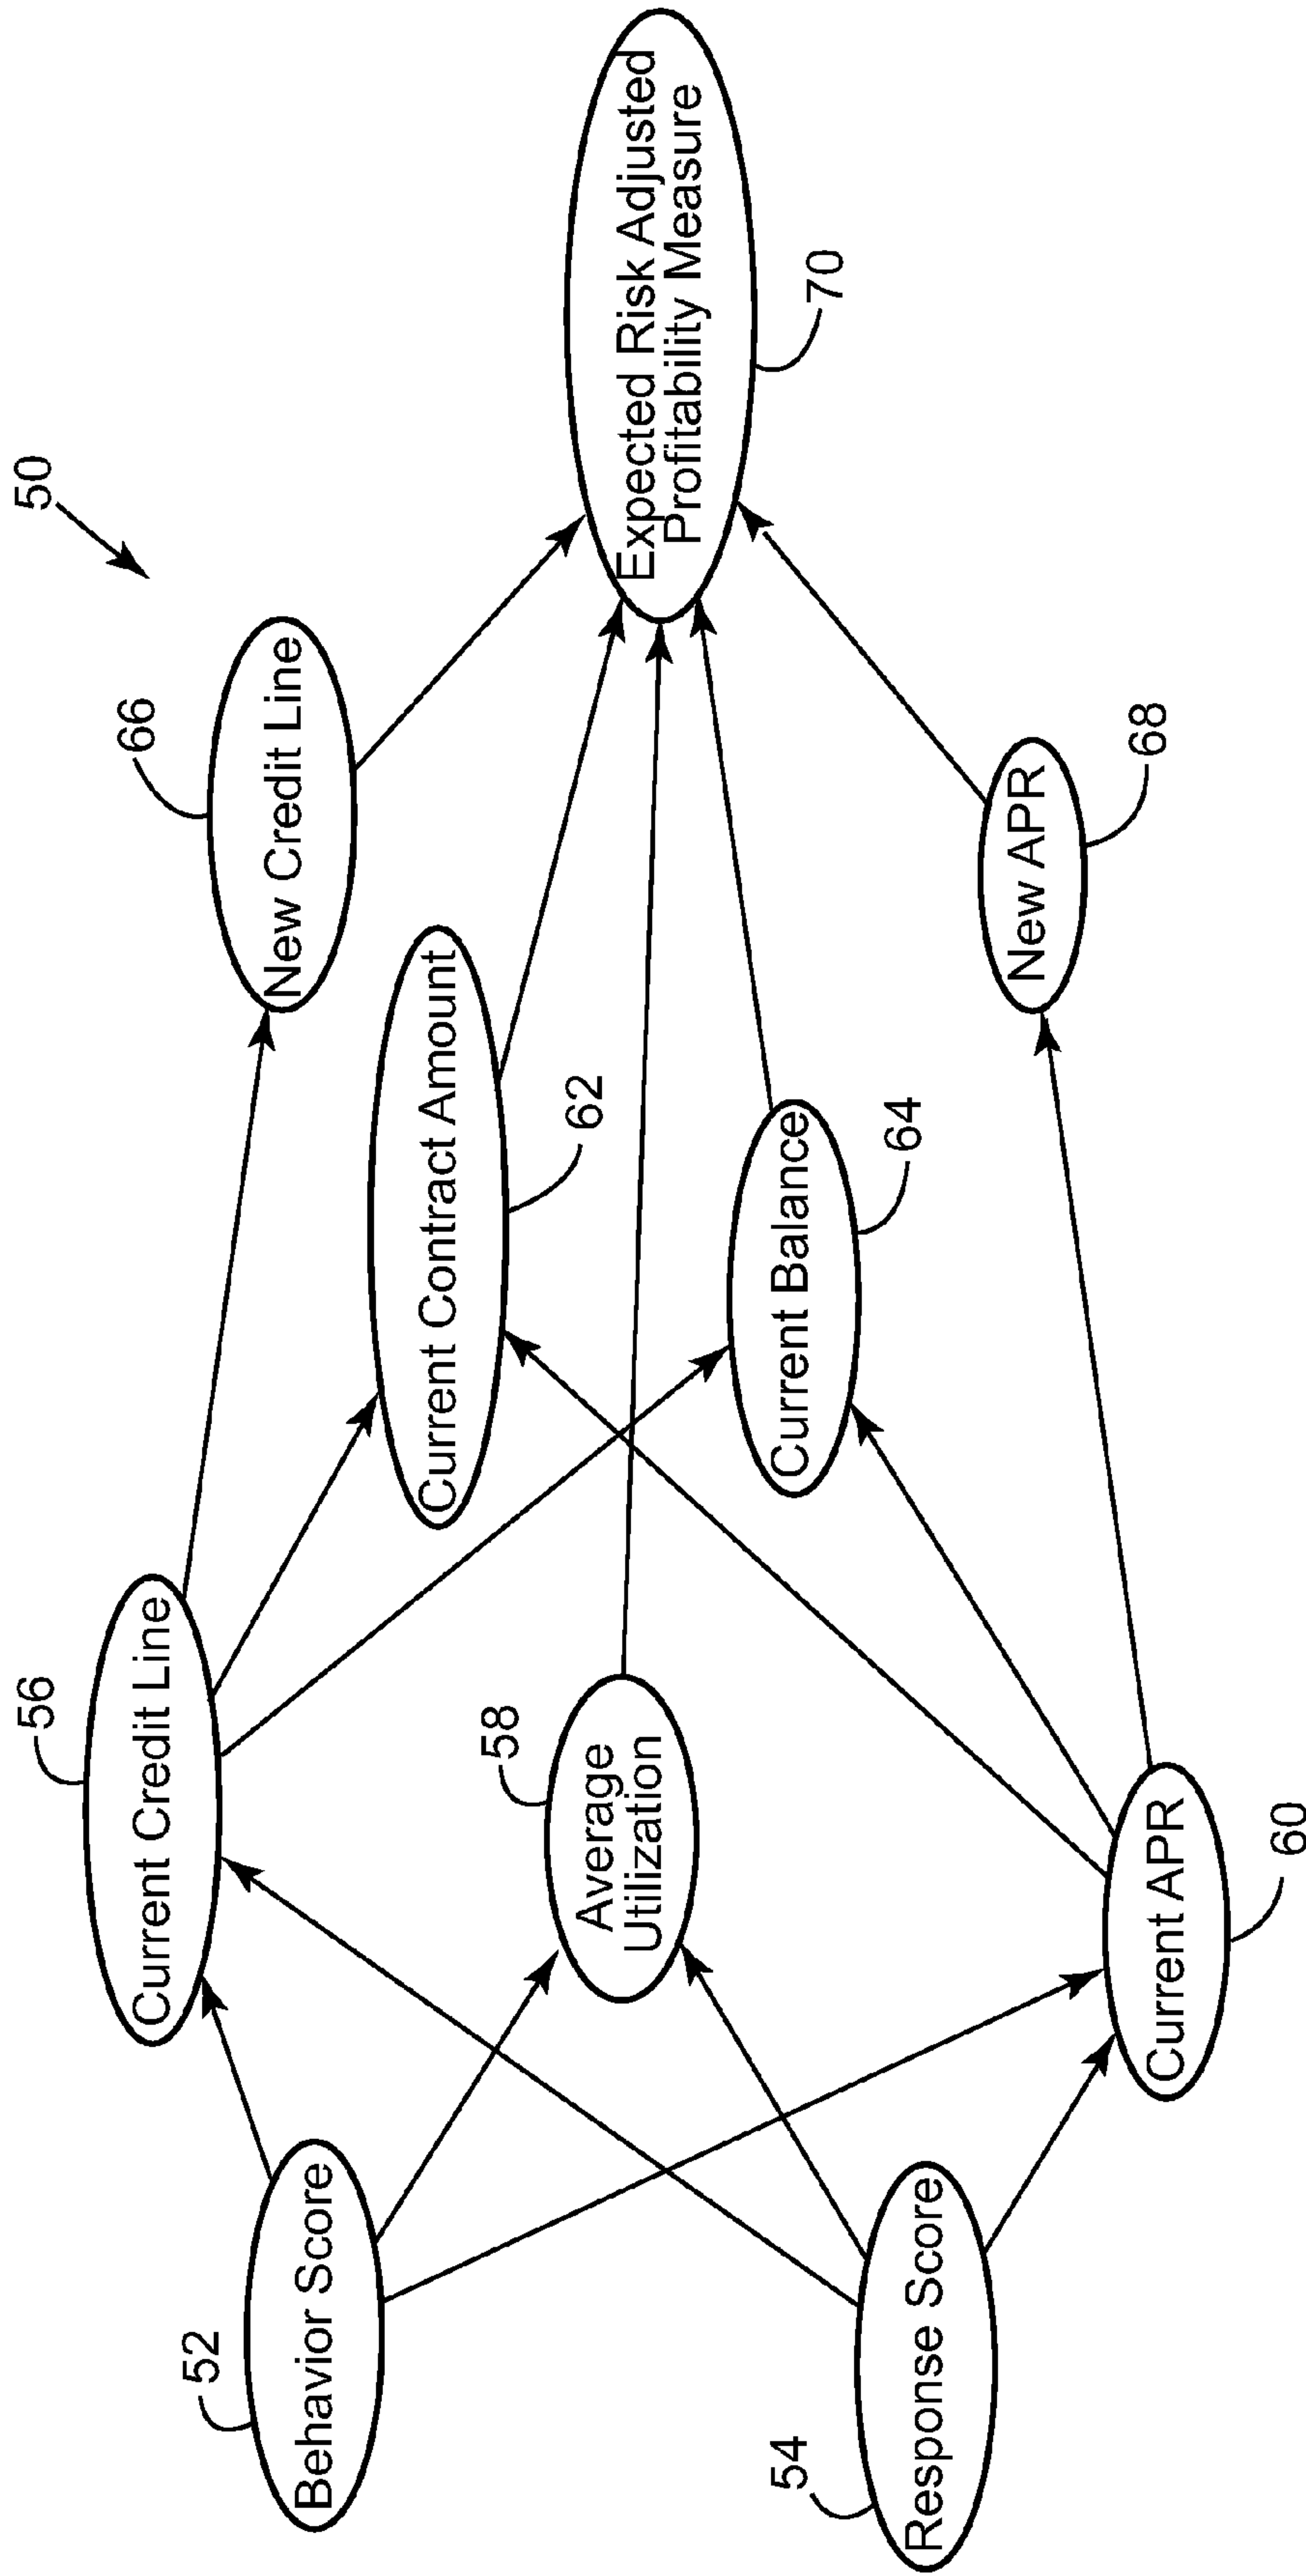 50
52
Behavior Score
54
Response Score
56
Current Credit Line
58
Average
Utilization
Current APR
60
Current Contract Amount
62
Current Balance
64
66
New Credit Line
New APR
68
Expected Risk Adjusted
Profitability Measure
70